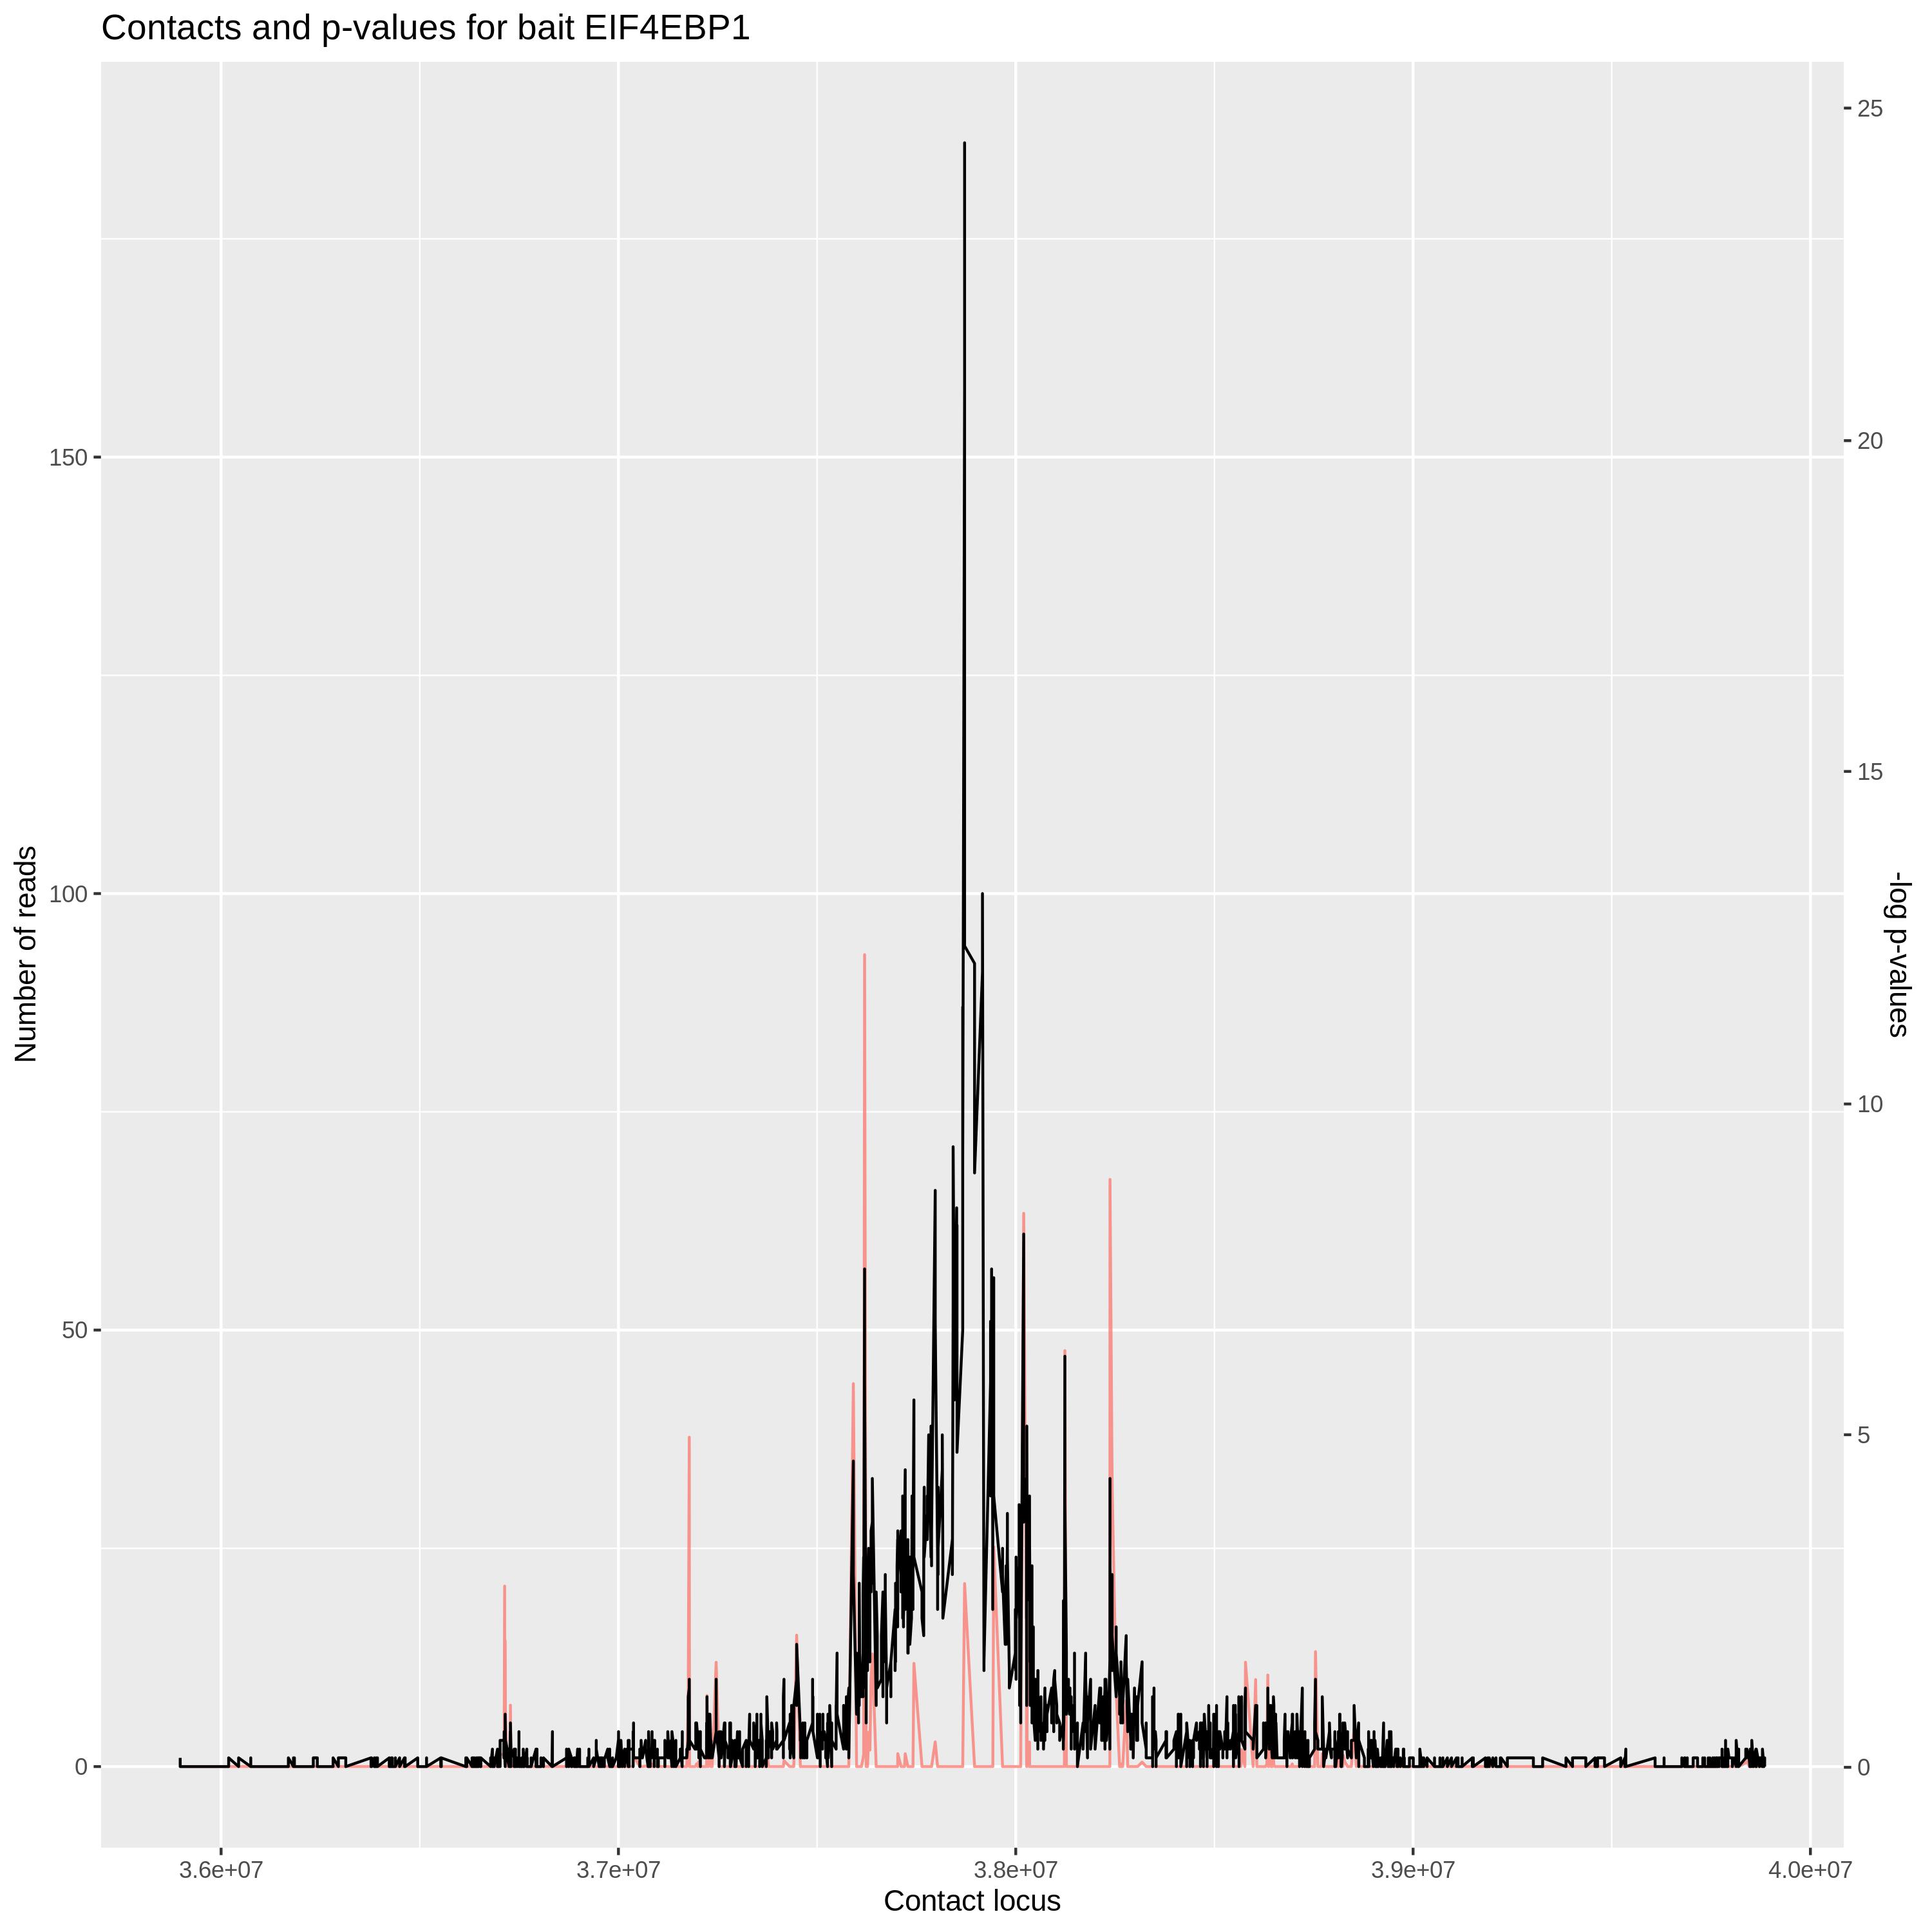 Contacts and p-values for bait EIF4EBP1
25
20
150
15
100
10
50
5
0
0
Number of reads
-log p-values
3.6e+07 3.7e+07 3.8e+07 3.9e+07 4.0e+07
Contact locus